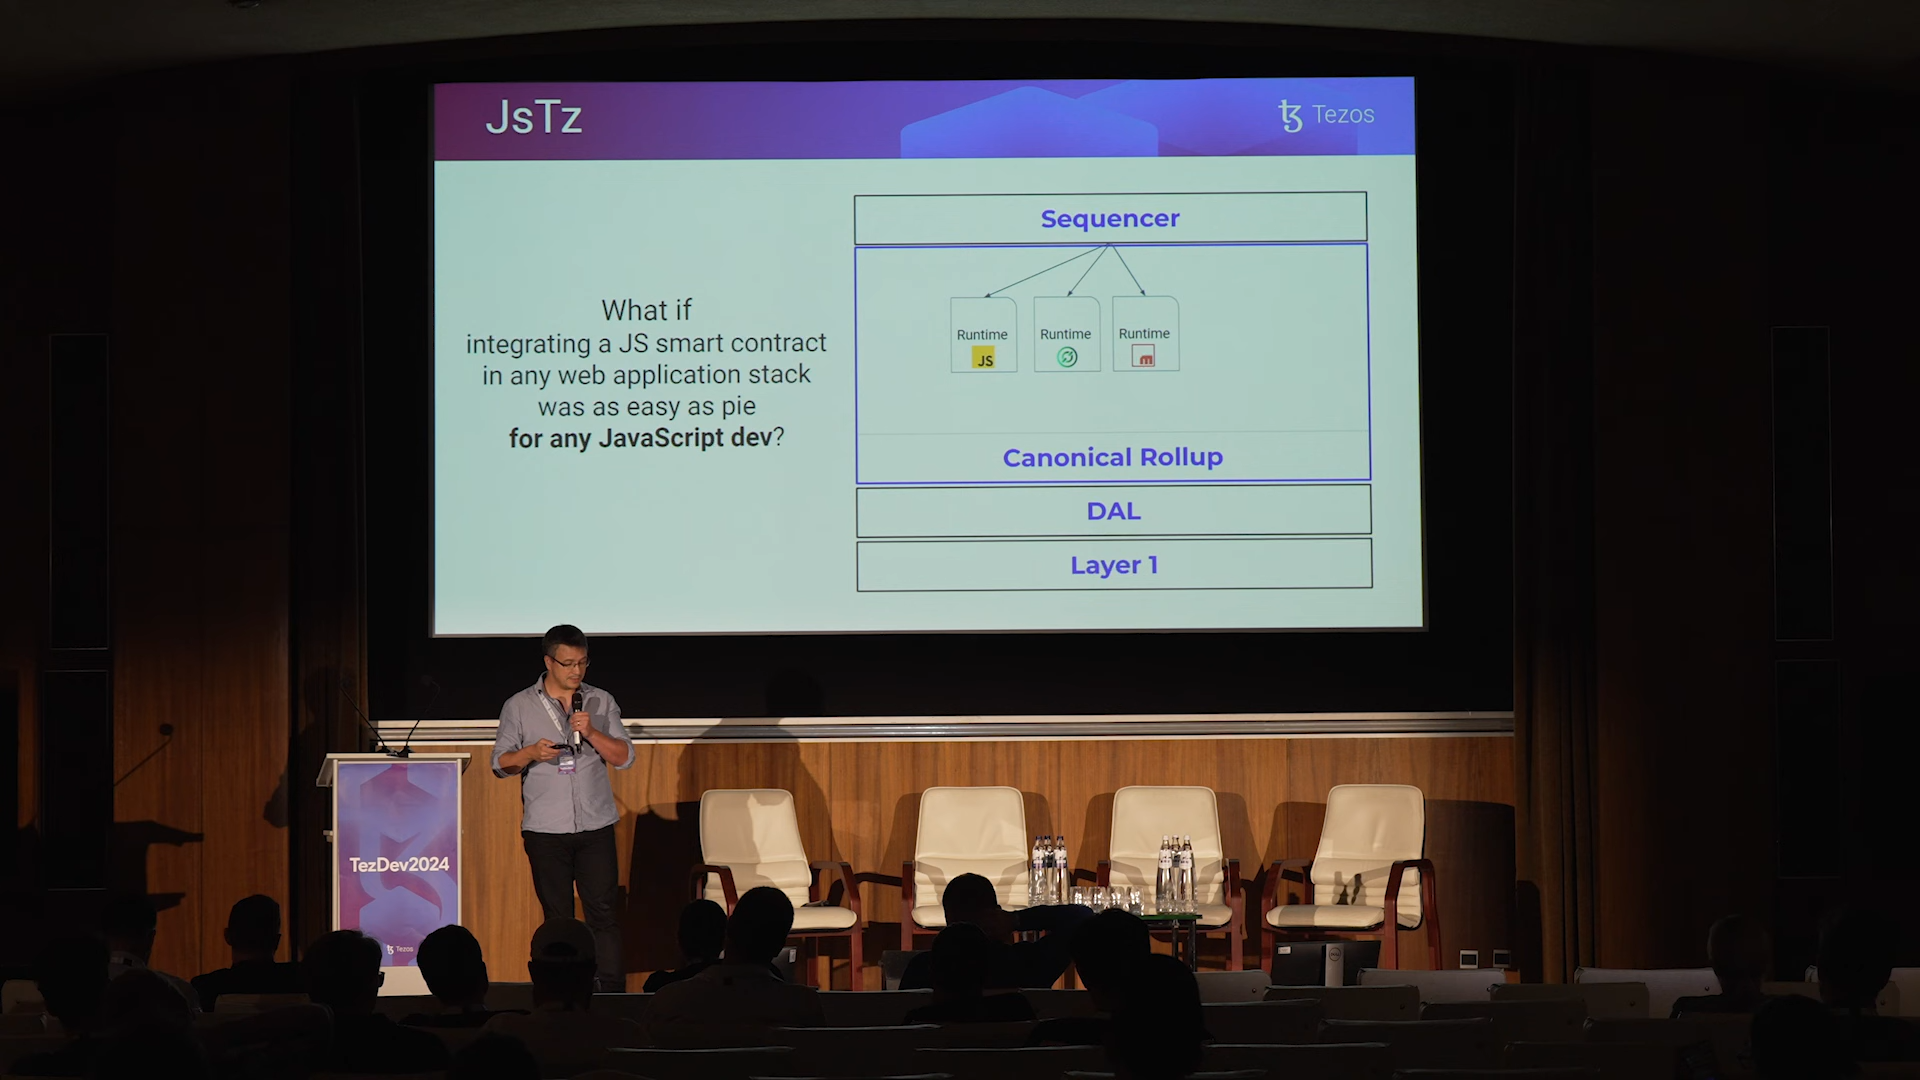 JsTz
Tezos
What if
integrating a JS smart contract
in any web application stack
was as easy as pie
for any JavaScript dev?
Sequencer
Runtime
JS
Runtime
Runtime
Canonical Rollup
DAL
Layer 1
TezDev2024
Tezos